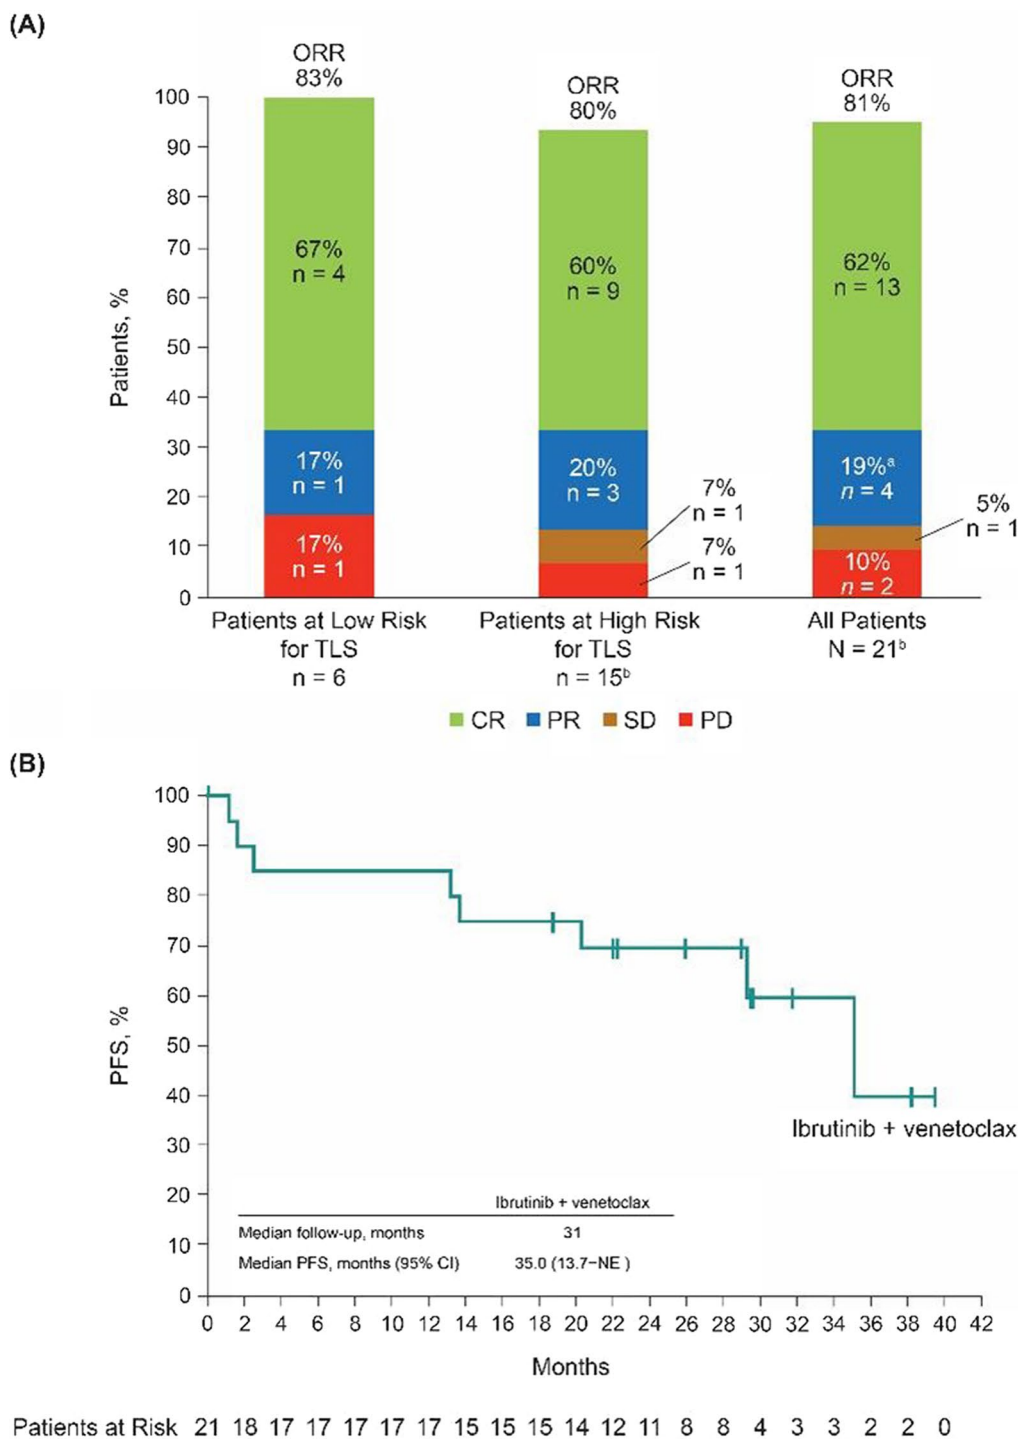 (A)
ORR
83%
ORR
80%
ORR
81%
Patients, %
100
90
80
70
60
50
40
30
20
10
0
67%
n = 4
17%
n = 1
17%
n = 1
60%
n = 9
20%
n = 3
7%
n = 1
7%
n = 1
62%
n = 13
19%ᵃ
n = 4
5%
n = 1
10%
n = 2
Patients at Low Risk
for TLS
n = 6
Patients at High Risk
for TLS
n = 15ᵇ
All Patients
N = 21ᵇ
CR PR SD PD
(B)
PFS, %
100
90
80
70
60
50
40
30
20
10
0
Ibrutinib + venetoclax
Ibrutinib + venetoclax
Median follow-up, months 31
Median PFS, months (95% CI) 35.0 (13.7–NE )
0 2 4 6 8 10 12 14 16 18 20 22 24 26 28 30 32 34 36 38 40 42
Months
Patients at Risk 21 18 17 17 17 17 17 15 15 15 14 12 11 8 8 4 3 3 2 2 0